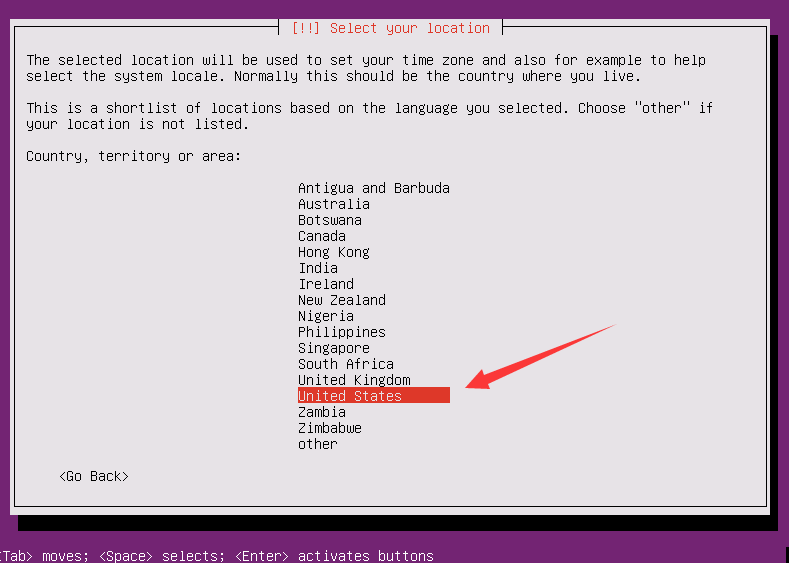 [!!] Select your location
The selected location will be used to set your time zone and also for example to help
select the system locale. Normally this should be the country where you live.
This is a shortlist of locations based on the language you selected. Choose "other" if
your location is not listed.
Country, territory or area:
Antigua and Barbuda
Australia
Botswana
Canada
Hong Kong
India
Ireland
New Zealand
Nigeria
Philippines
Singapore
South Africa
United Kingdom
United States
Zambia
Zimbabwe
other
<Go Back>
Tab> moves; <Space> selects; <Enter> activates buttons